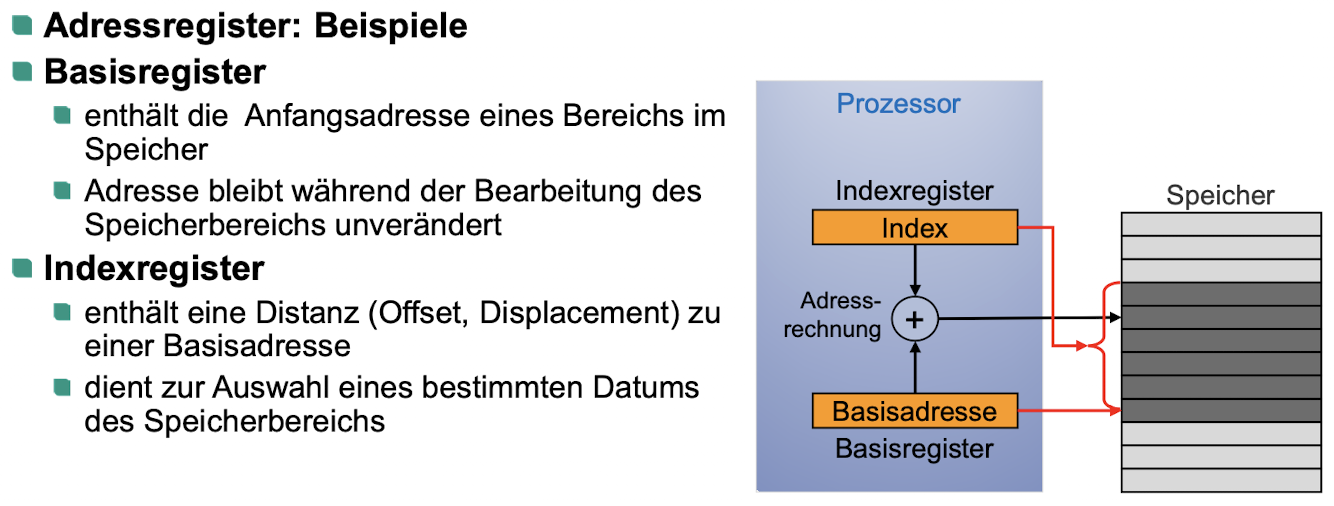 Adressregister: Beispiele
Basisregister
enthält die Anfangsadresse eines Bereichs im
Speicher
Adresse bleibt während der Bearbeitung des
Speicherbereichs unverändert
Indexregister
enthält eine Distanz (Offset, Displacement) zu
einer Basisadresse
dient zur Auswahl eines bestimmten Datums
des Speicherbereichs
Prozessor
Indexregister
Index
Adress-
rechnung
+
Basisadresse
Basisregister
Speicher